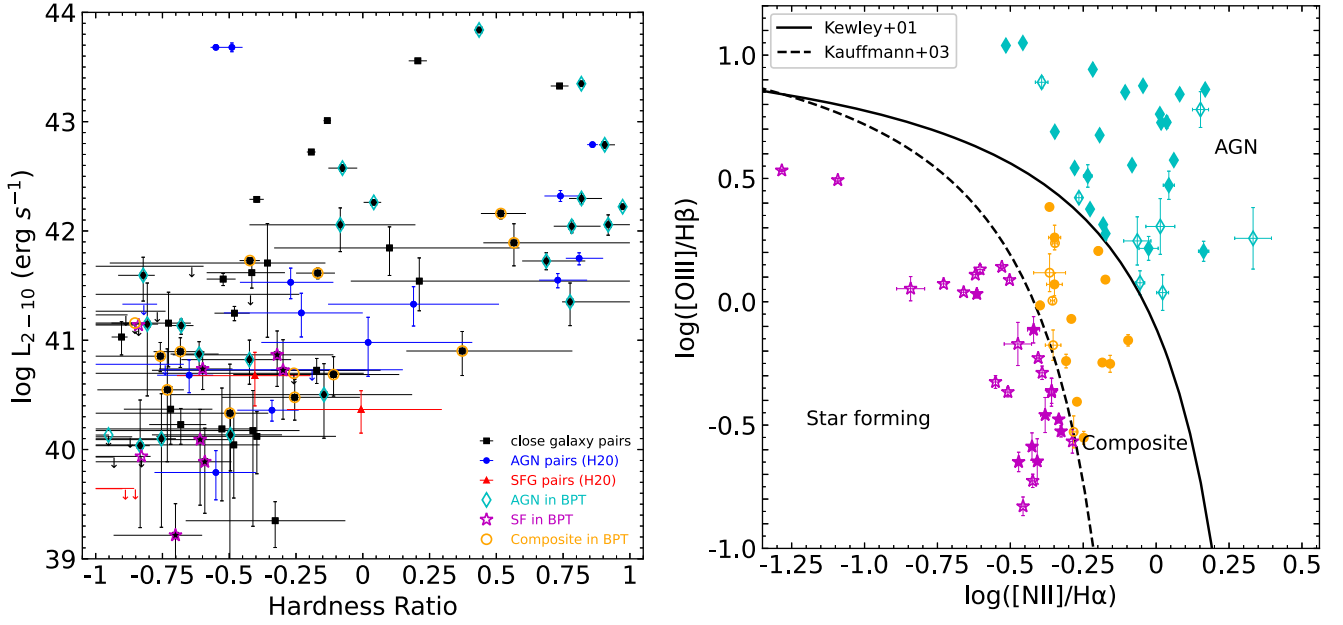 44
43
42
41
40
39
log L₂₋₁₀ (erg s⁻¹)
close galaxy pairs
AGN pairs (H20)
SFG pairs (H20)
AGN in BPT
SF in BPT
Composite in BPT
-1 -0.75 -0.5 -0.25 0 0.25 0.5 0.75 1
Hardness Ratio
Kewley+01
Kauffmann+03
1.0
0.5
0.0
-0.5
-1.0
log([OIII]/Hβ)
AGN
Star forming
Composite
-1.25 -1.00 -0.75 -0.50 -0.25 0 0.25 0.5
log([NII]/Hα)